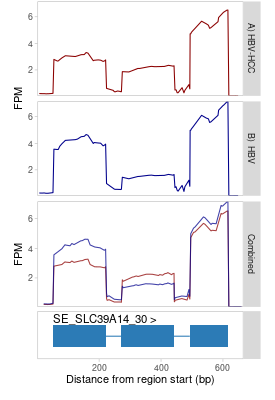 6
4
2
FPM
A) HBV-HCC
6
4
2
B) HBV
6
4
2
FPM
Combined
SE_SLC39A14_30 >
200
400
600
Distance from region start (bp)